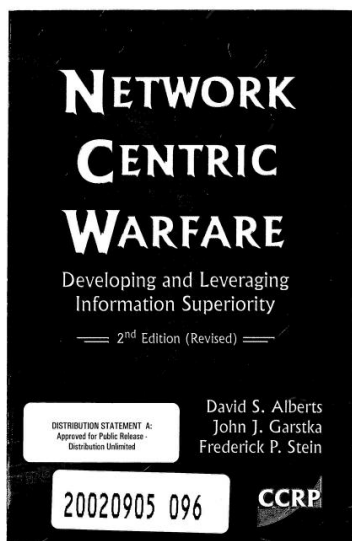 NETWORK
CENTRIC
WARFARE
Developing and Leveraging
Information Superiority
2nd Edition (Revised)
David S. Alberts
John J. Garstka
Frederick P. Stein
DISTRIBUTION STATEMENT A:
Approved for Public Release -
Distribution Unlimited
20020905 096
CCRP